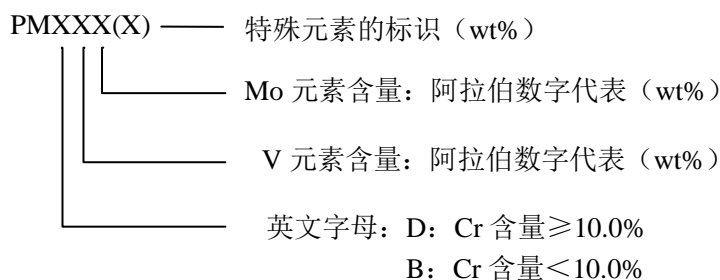 PMXXX(X) 特殊元素的标识（wt%）
Mo 元素含量：阿拉伯数字代表（wt%）
V 元素含量：阿拉伯数字代表（wt%）
英文字母：D：Cr 含量≥10.0%
B：Cr 含量＜10.0%